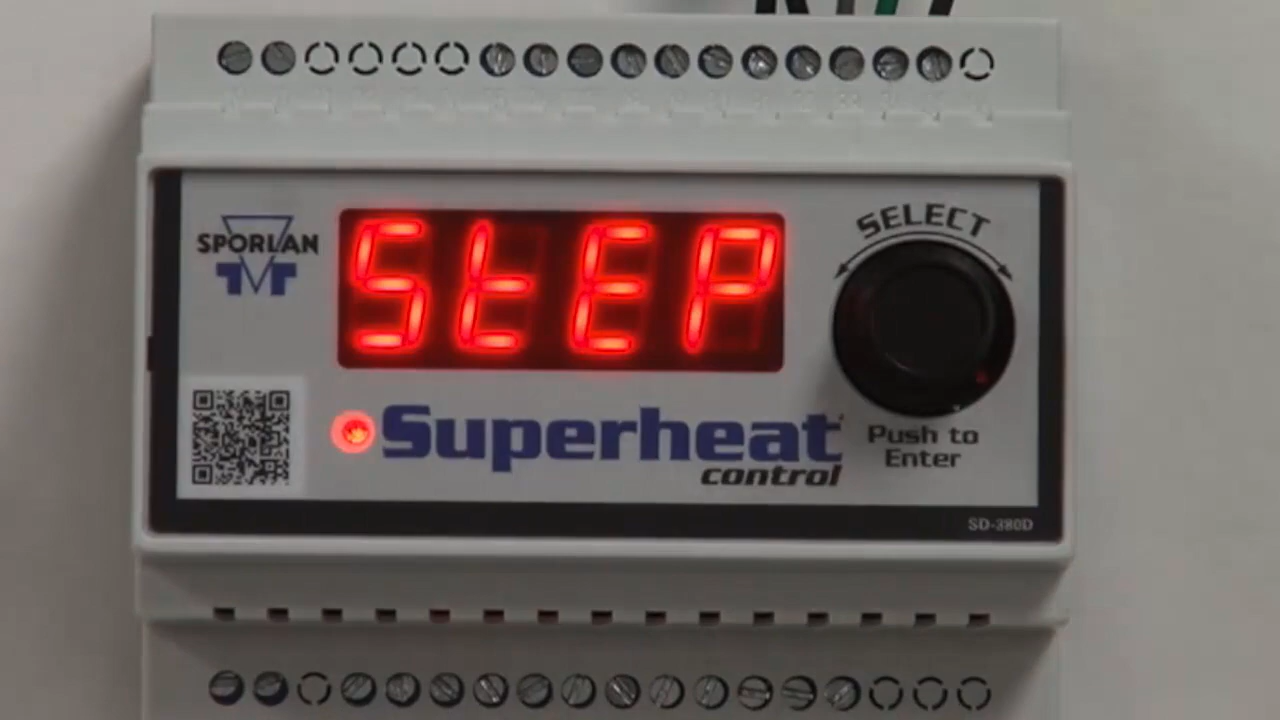 SPORLAN
StEP
SELECT
Superheat
control
Push to
Enter
SD-380D